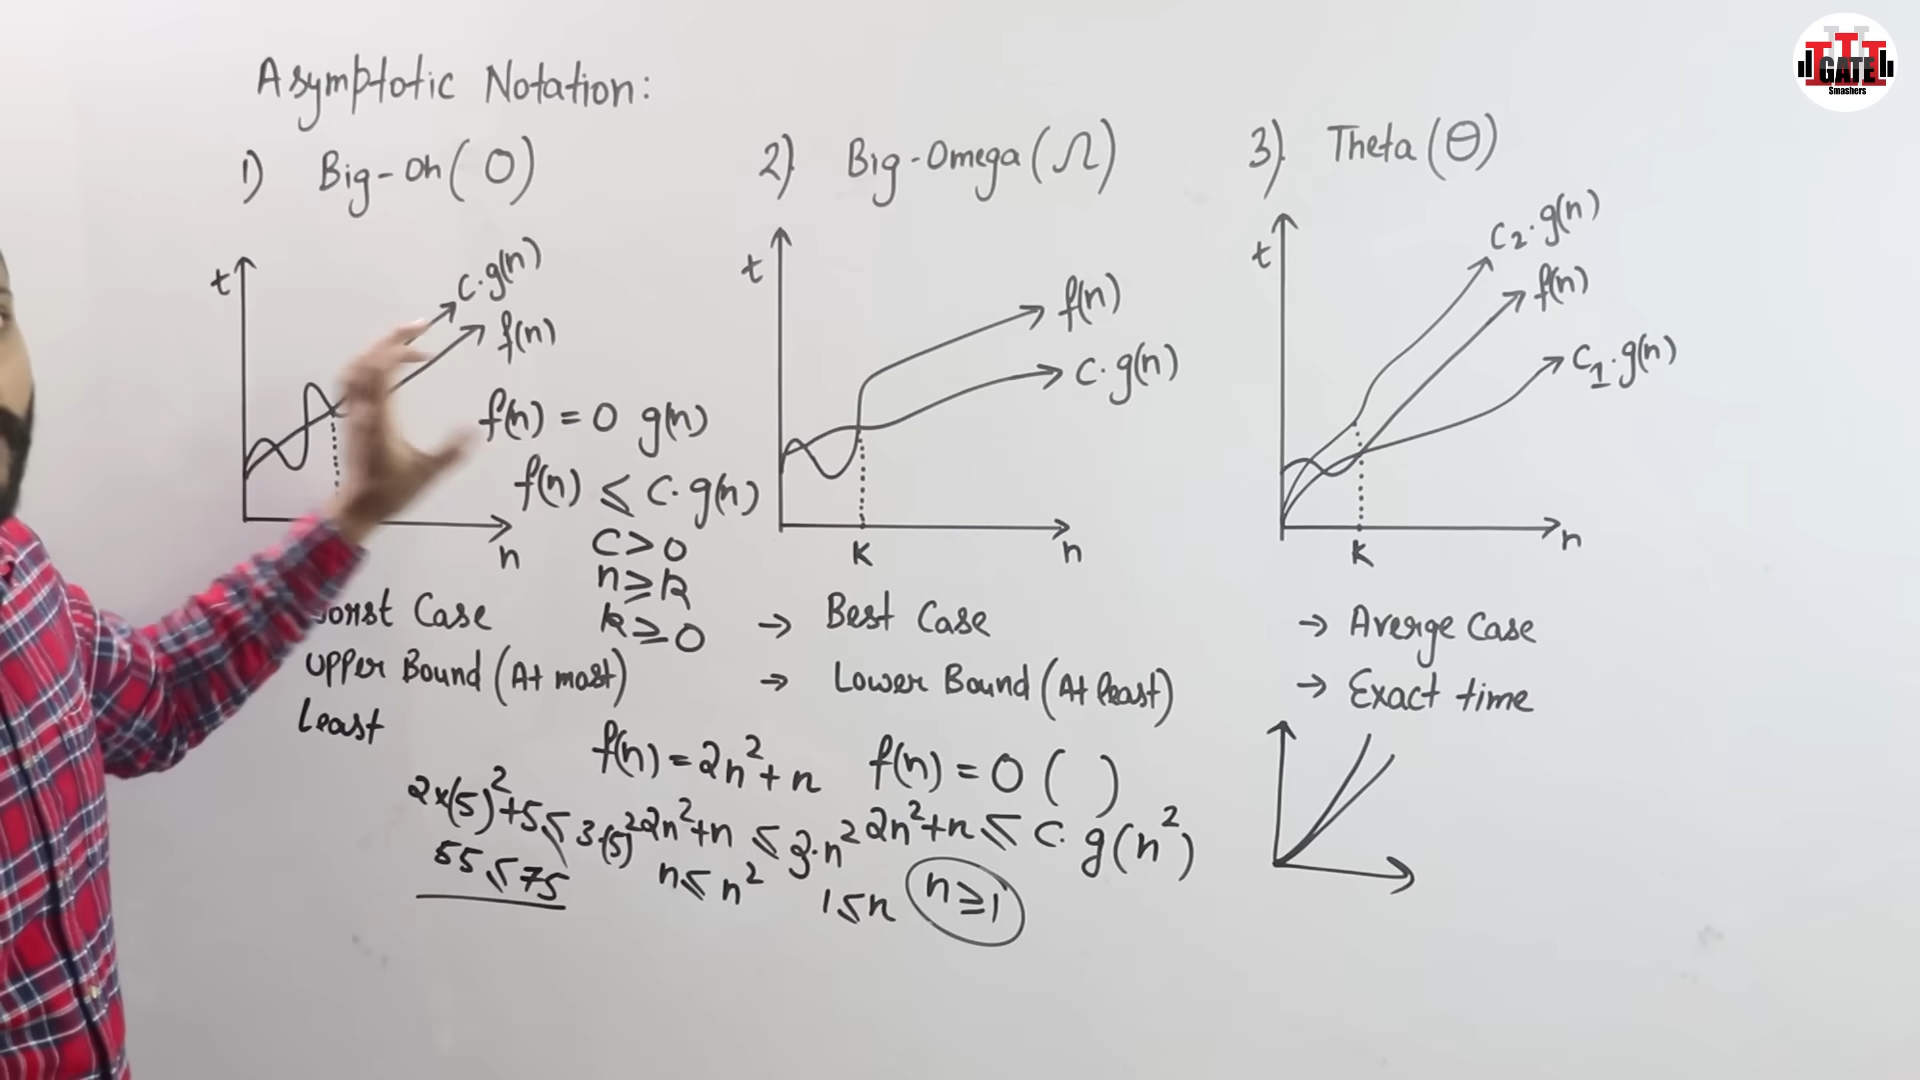 Asymptotic Notation:
1) Big-Oh (O)
t
c.g(n)
f(n)
n
f(n) = O g(n)
f(n) ≤ c. g(n)
c > 0
n ≥ k
k ≥ 0
Case
Upper Bound (At most)
Least
2) Big-Omega (Ω)
t
f(n)
c.g(n)
k
n
→ Best Case
→ Lower Bound (At least)
3) Theta (Θ)
t
c₂.g(n)
f(n)
c₁.g(n)
k
n
→ Averge Case
→ Exact time
f(n) = 2n² + n f(n) = O ( )
2×(5)²+5 ≤ 3.(5)² 2n²+n ≤ 3.n² 2n²+n ≤ c. g(n²)
55 ≤ 75 n ≤ n² 1 ≤ n n ≥ 1
GATE
Smashers